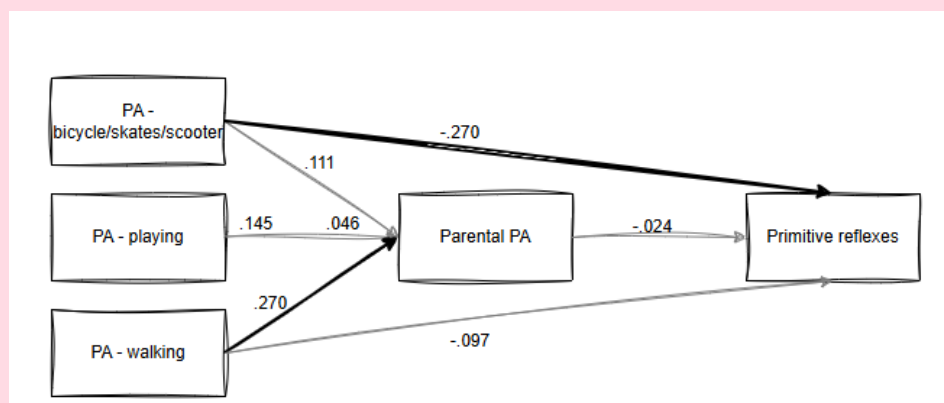 PA -
bicycle/skates/scooter
-.270
.111
PA - playing
.145
.046
Parental PA
-.024
Primitive reflexes
.270
PA - walking
-.097